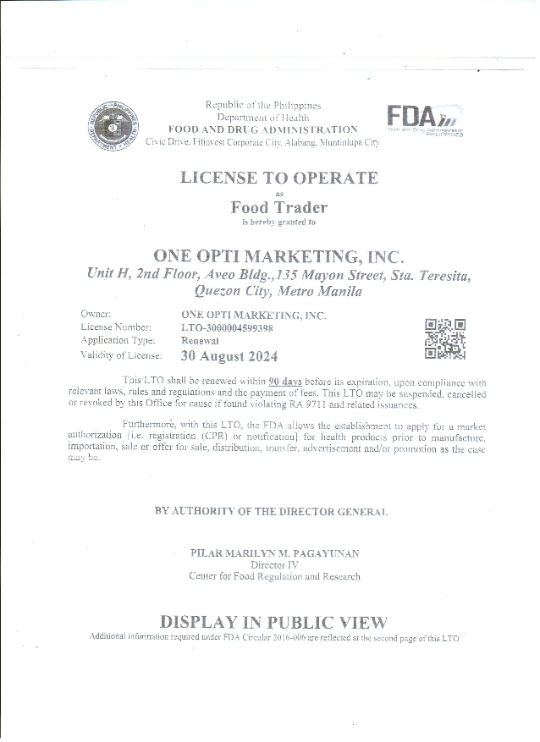 Republic of the Philippines
Department of Health
FOOD AND DRUG ADMINISTRATION
Civic Drive, Filinvest Corporate City, Alabang, Muntinlupa City
FDA
Food and Drug Administration
PHILIPPINES
LICENSE TO OPERATE
as
Food Trader
is hereby granted to
ONE OPTI MARKETING, INC.
Unit H, 2nd Floor, Aveo Bldg.,135 Mayon Street, Sta. Teresita,
Quezon City, Metro Manila
Owner: ONE OPTI MARKETING, INC.
License Number: LTO-3000004599398
Application Type: Renewal
Validity of License: 30 August 2024
This LTO shall be renewed within 90 days before its expiration, upon compliance with
relevant laws, rules and regulations and the payment of fees. This LTO may be suspended, cancelled
or revoked by this Office for cause if found violating RA 9711 and related issuances.
Furthermore, with this LTO, the FDA allows the establishment to apply for a market
authorization [i.e. registration (CPR) or notification] for health products prior to manufacture,
importation, sale or offer for sale, distribution, transfer, advertisement and/or promotion as the case
may be.
BY AUTHORITY OF THE DIRECTOR GENERAL
PILAR MARILYN M. PAGAYUNAN
Director IV
Center for Food Regulation and Research
DISPLAY IN PUBLIC VIEW
Additional information required under FDA Circular 2016-006 are reflected at the second page of this LTO